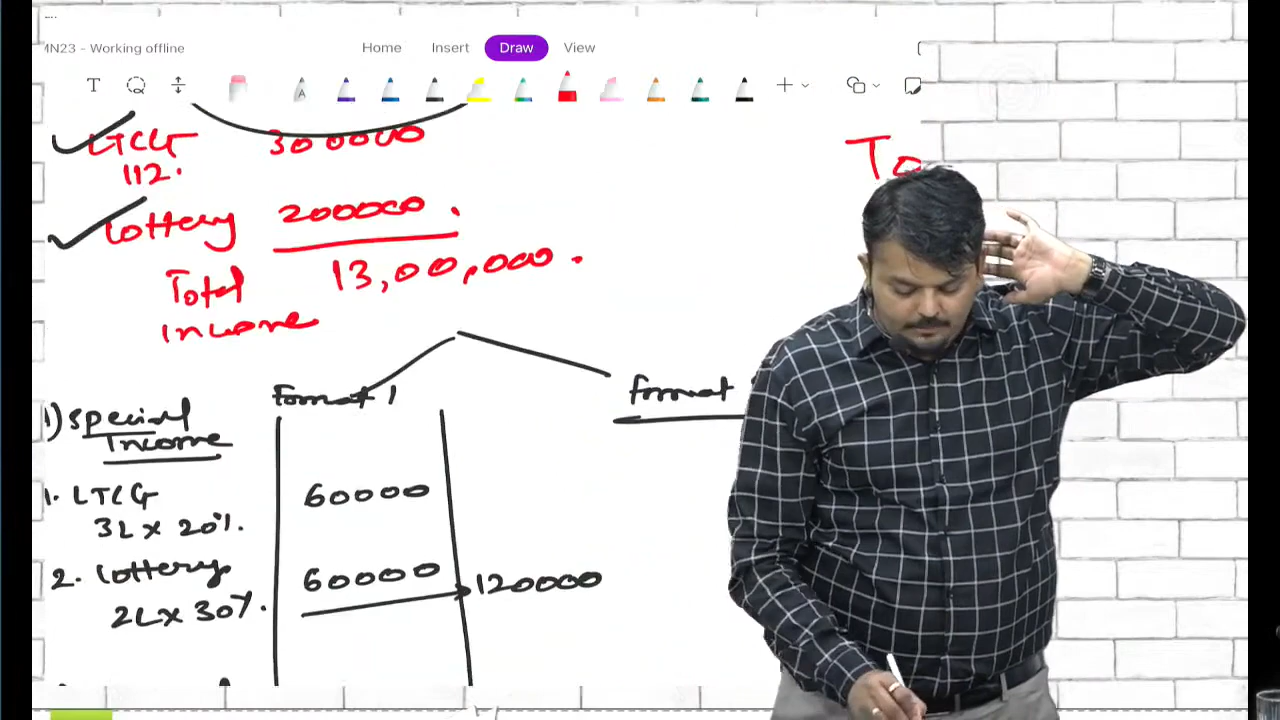 MN23 - Working offline
Home Insert Draw View
LTCG 300000
112.
Lottery 200000.
Total 13,00,000.
Income
Format 1 Format
1) Special
Income
1. LTCG 60000
3L x 20%.
2. Lottery 60000 120000
2L x 30%.
To